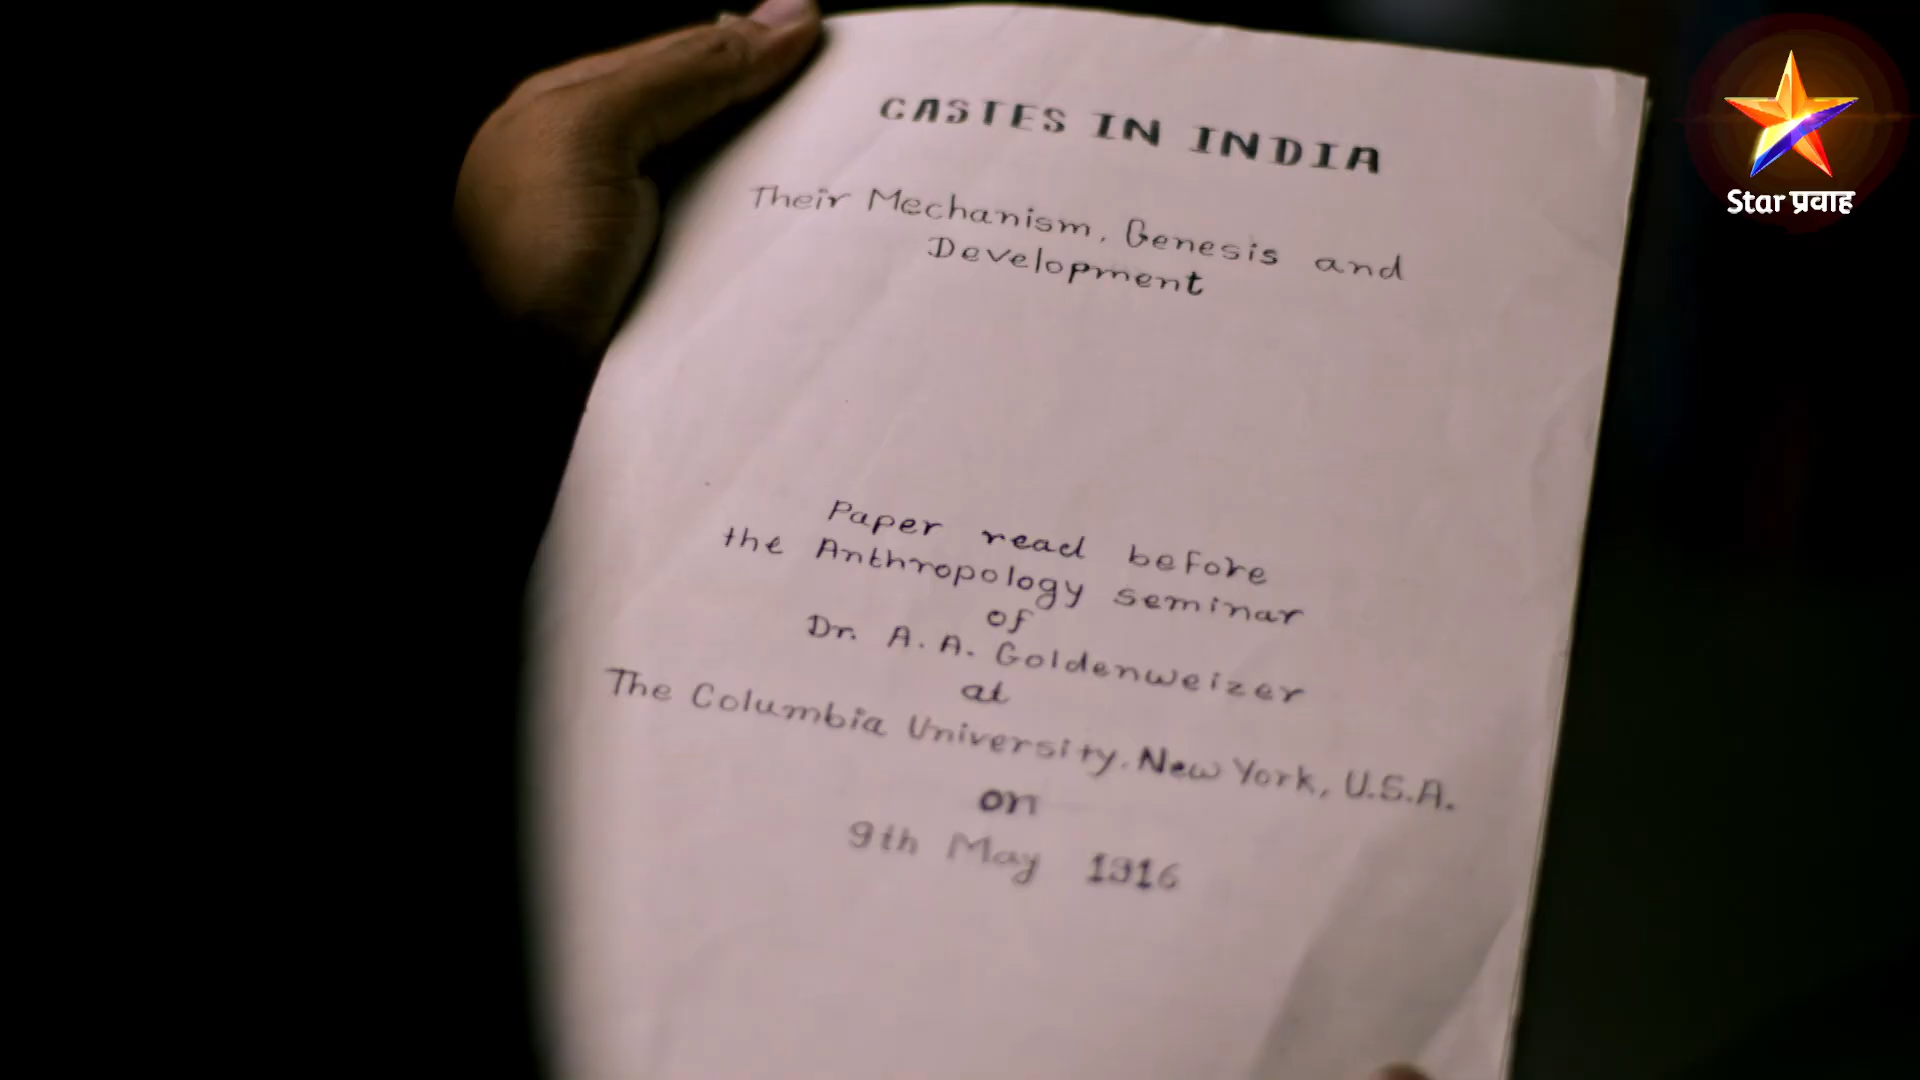 CASTES IN INDIA
Their Mechanism, Genesis and
Development
Paper read before
the Anthropology seminar
of
Dr. A. A. Goldenweizer
at
The Columbia University, New York, U.S.A.
on
9th May 1916
Star प्रवाह